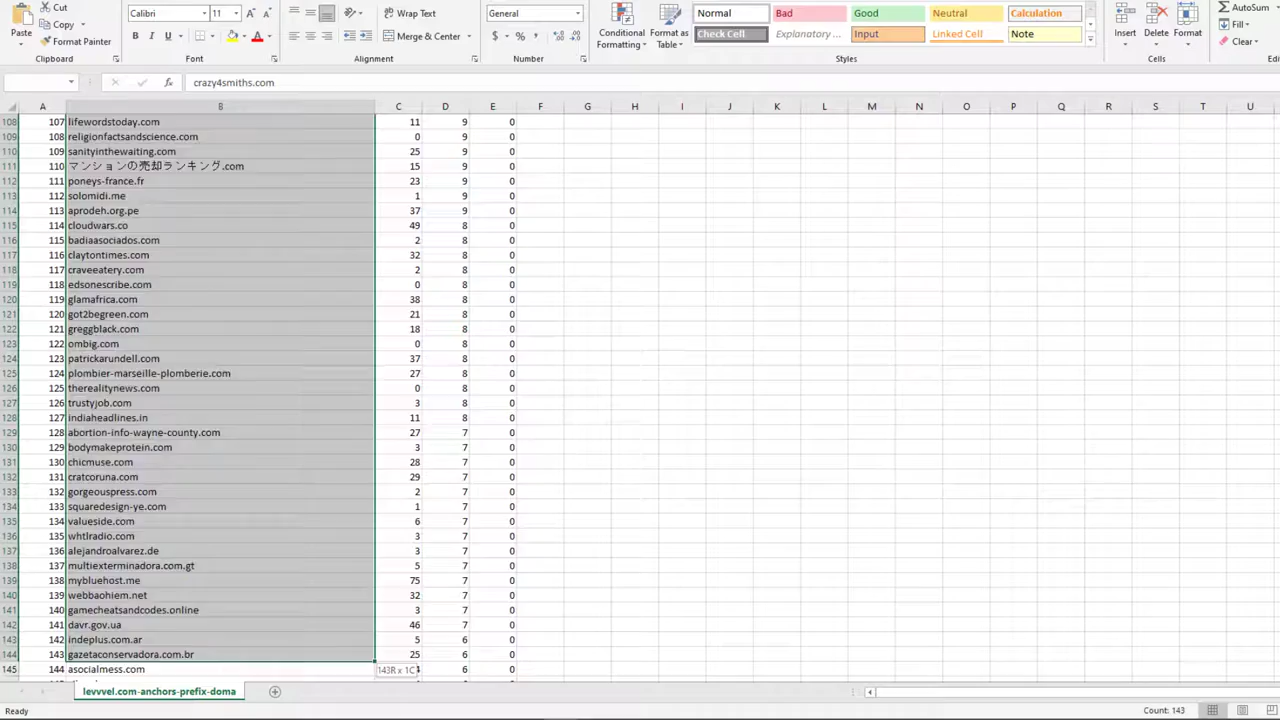 Cut Calibri 11 Wrap Text General Normal Bad Good Neutral Calculation AutoSum
Copy Fill
Paste Format Painter B I U Merge & Center $ % Conditional Formatting Format as Table Check Cell Explanatory ... Input Linked Cell Note Insert Delete Format Clear
Clipboard Font Alignment Number Styles Cells Edi
fx crazy4smiths.com
A B C D E F G H I J K L M N O P Q R S T U
108 107 lifewordstoday.com 11 9 0
109 108 religionfactsandscience.com 0 9 0
110 109 sanityinthewaiting.com 25 9 0
111 110 マンションの売却ランキング.com 15 9 0
112 111 poneys-france.fr 23 9 0
113 112 solomidi.me 1 9 0
114 113 aprodeh.org.pe 37 9 0
115 114 cloudwars.co 49 8 0
116 115 badiaasociados.com 2 8 0
117 116 claytontimes.com 32 8 0
118 117 craveeatery.com 2 8 0
119 118 edsonescribe.com 0 8 0
120 119 glamafrica.com 38 8 0
121 120 got2begreen.com 21 8 0
122 121 greggblack.com 18 8 0
123 122 ombig.com 0 8 0
124 123 patrickarundell.com 37 8 0
125 124 plombier-marseille-plomberie.com 27 8 0
126 125 therealitynews.com 0 8 0
127 126 trustyjob.com 3 8 0
128 127 indiaheadlines.in 11 8 0
129 128 abortion-info-wayne-county.com 27 7 0
130 129 bodymakeprotein.com 3 7 0
131 130 chicmuse.com 28 7 0
132 131 cratcoruna.com 29 7 0
133 132 gorgeouspress.com 2 7 0
134 133 squaredesign-ye.com 1 7 0
135 134 valueside.com 6 7 0
136 135 whtlradio.com 3 7 0
137 136 alejandroalvarez.de 3 7 0
138 137 multiexterminadora.com.gt 5 7 0
139 138 mybluehost.me 75 7 0
140 139 webbaohiem.net 32 7 0
141 140 gamecheatsandcodes.online 3 7 0
142 141 davr.gov.ua 46 7 0
143 142 indeplus.com.ar 5 6 0
144 143 gazetaconservadora.com.br 25 6 0
145 144 asocialmess.com 6 0
143R x 1C
levvvel.com-anchors-prefix-doma
Ready Count: 143